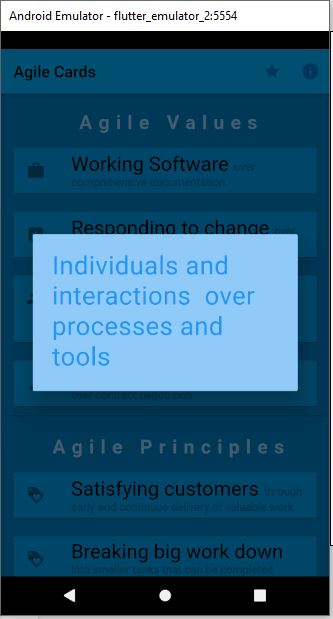 Android Emulator - flutter_emulator_2:5554
Agile Cards
Agile Values
Working Software over
comprehensive documentation.
Responding to change over
Individuals and
interactions over
processes and
tools
over contract negotiation
Agile Principles
Satisfying customers through
early and continuos delivery of valuable work
Breaking big work down
into smaller tasks that can be completed